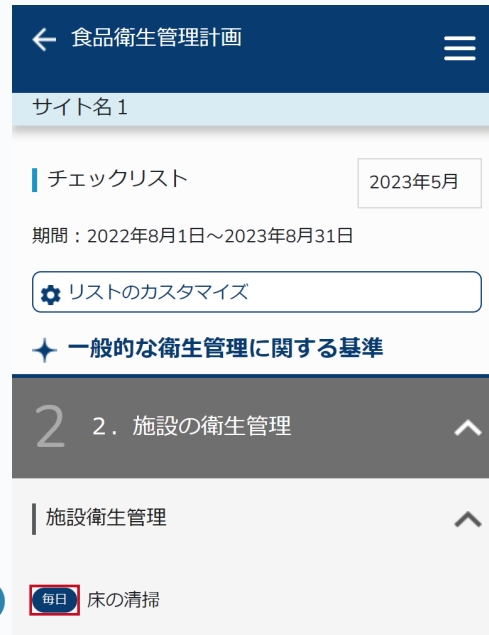 食品衛生管理計画
サイト名1
チェックリスト
2023年5月
期間：2022年8月1日～2023年8月31日
リストのカスタマイズ
一般的な衛生管理に関する基準
2 2．施設の衛生管理
施設衛生管理
毎日 床の清掃